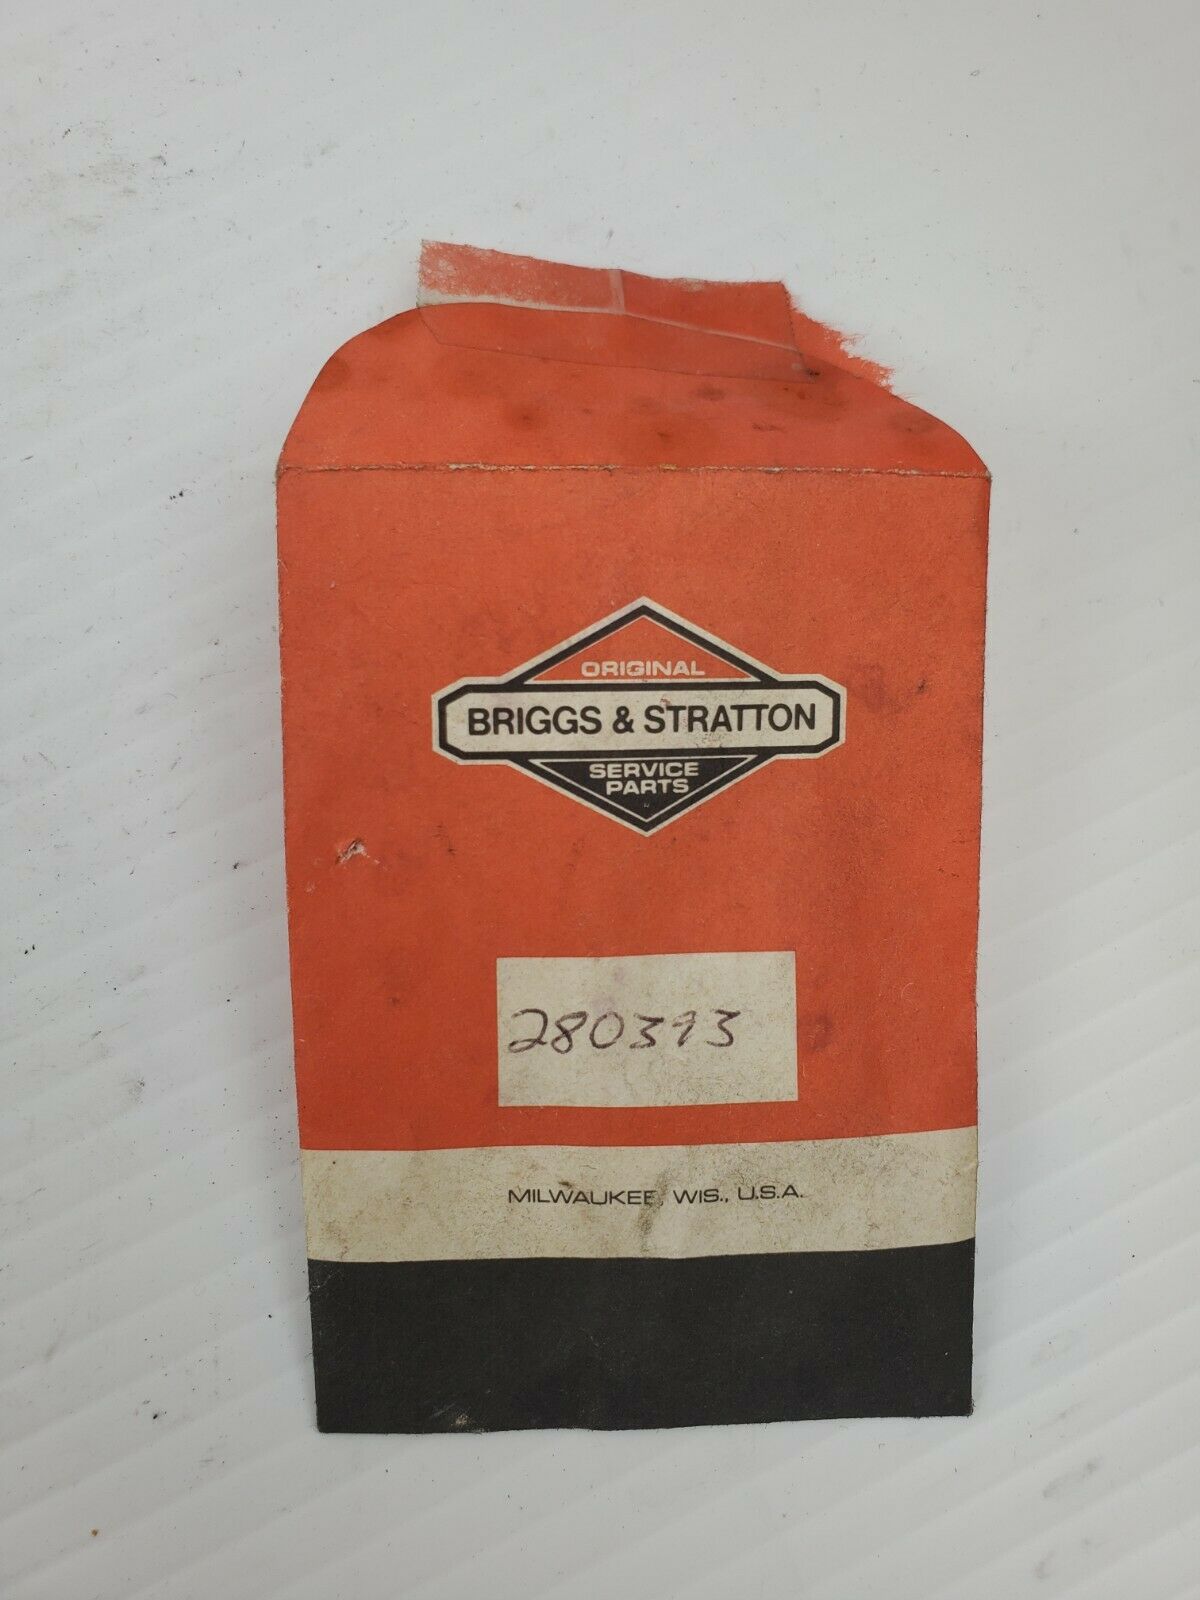 ORIGINAL
BRIGGS & STRATTON
SERVICE
PARTS
280393
MILWAUKEE, WIS., U.S.A.